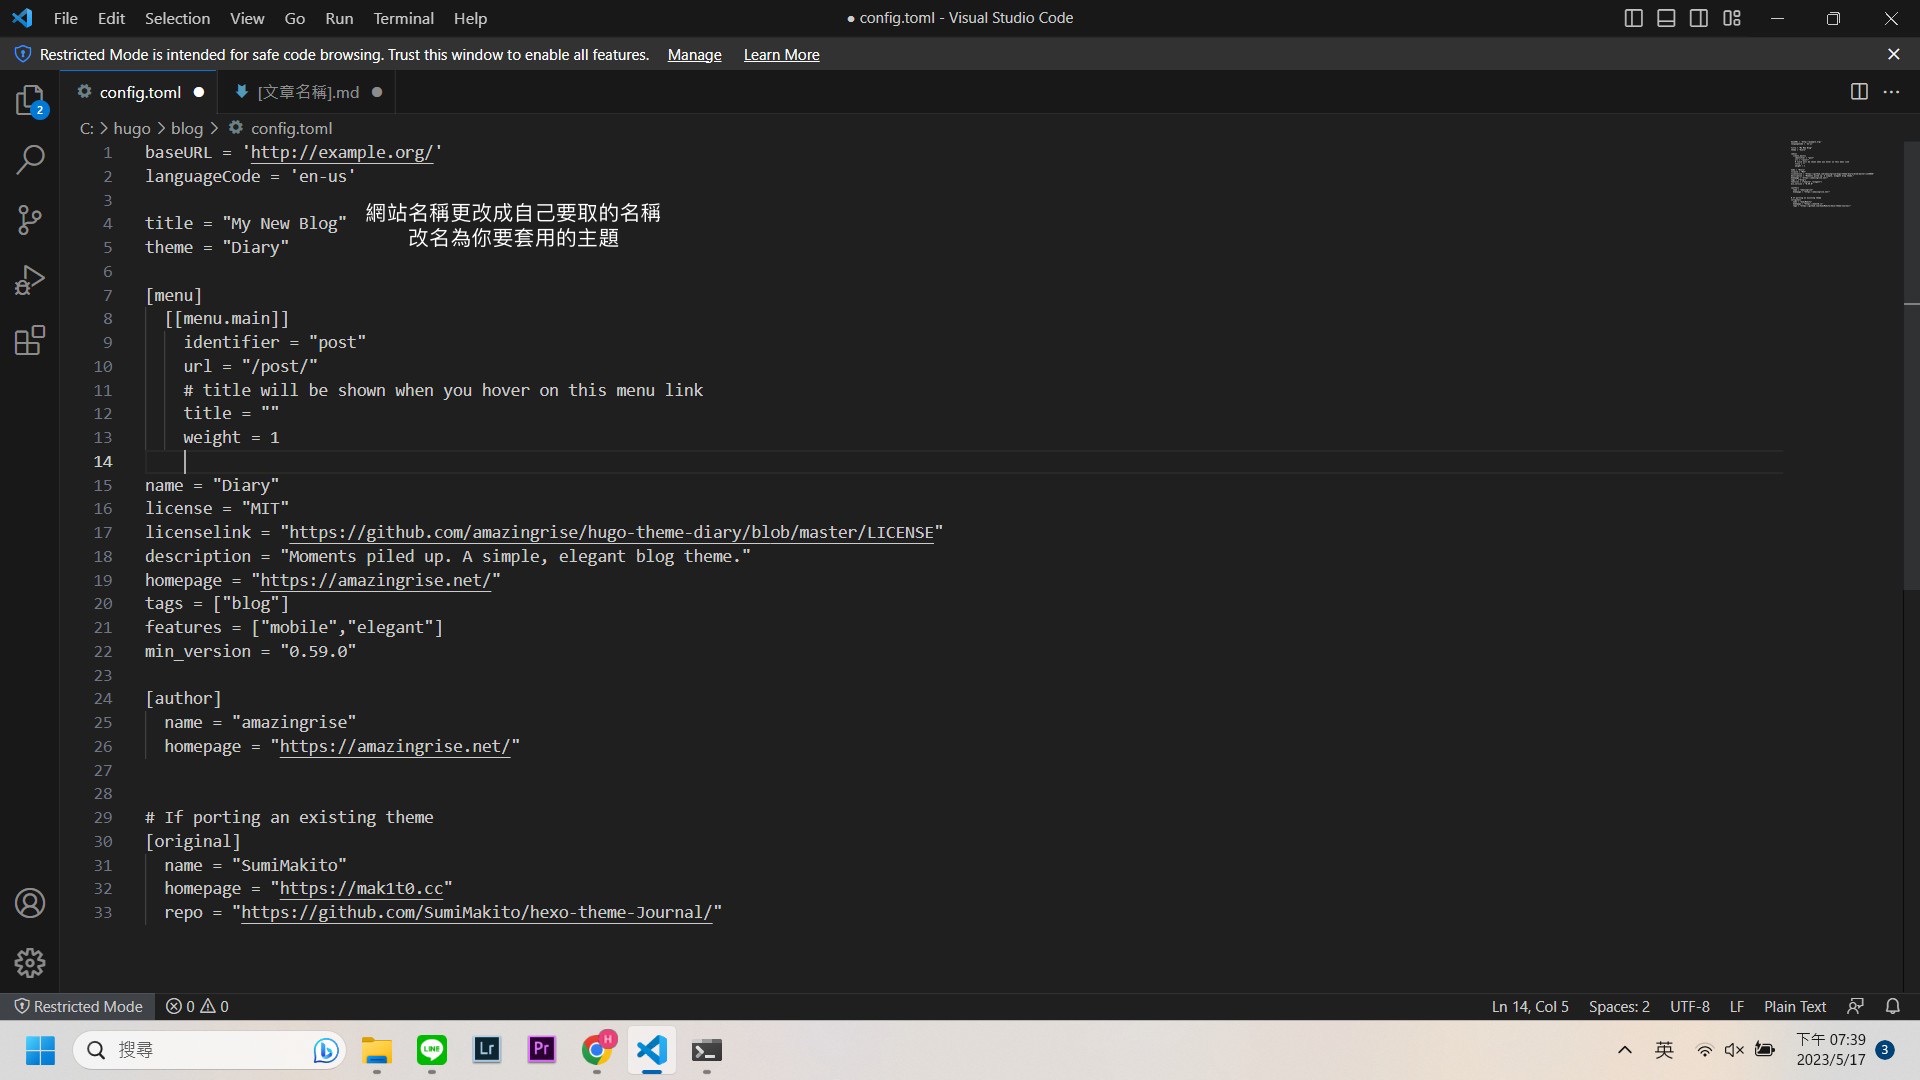 File Edit Selection View Go Run Terminal Help ● config.toml - Visual Studio Code
Restricted Mode is intended for safe code browsing. Trust this window to enable all features. Manage Learn More
2
config.toml [文章名稱].md
C: > hugo > blog > config.toml
1 baseURL = 'http://example.org/'
2 languageCode = 'en-us'
3
網站名稱更改成自己要取的名稱
4 title = "My New Blog"
改名為你要套用的主題
5 theme = "Diary"
6
7 [menu]
8 [[menu.main]]
9 identifier = "post"
10 url = "/post/"
11 # title will be shown when you hover on this menu link
12 title = ""
13 weight = 1
14
15 name = "Diary"
16 license = "MIT"
17 licenselink = "https://github.com/amazingrise/hugo-theme-diary/blob/master/LICENSE"
18 description = "Moments piled up. A simple, elegant blog theme."
19 homepage = "https://amazingrise.net/"
20 tags = ["blog"]
21 features = ["mobile","elegant"]
22 min_version = "0.59.0"
23
24 [author]
25 name = "amazingrise"
26 homepage = "https://amazingrise.net/"
27
28
29 # If porting an existing theme
30 [original]
31 name = "SumiMakito"
32 homepage = "https://mak1t0.cc"
33 repo = "https://github.com/SumiMakito/hexo-theme-Journal/"
Restricted Mode 0 0 Ln 14, Col 5 Spaces: 2 UTF-8 LF Plain Text
搜尋 LINE Lr Pr H 英 下午 07:39
2023/5/17 3